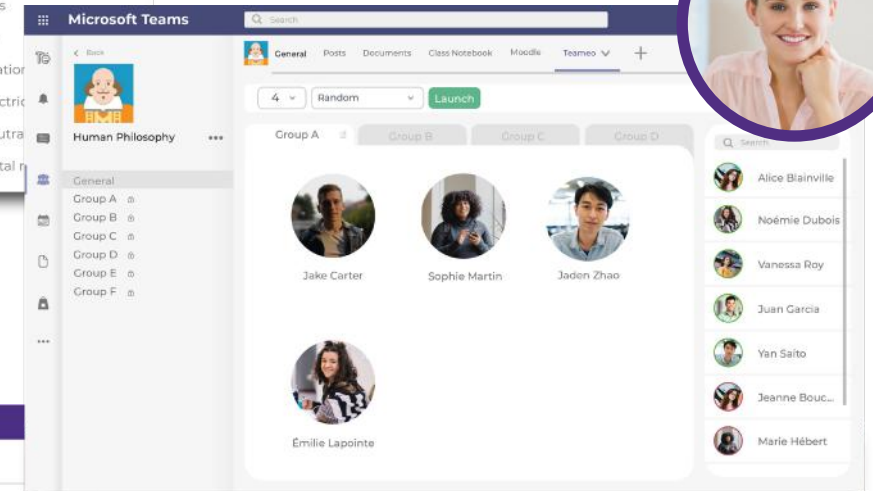 Microsoft Teams
Search
Back
Human Philosophy
General
Group A
Group B
Group C
Group D
Group E
Group F
General Posts Documents Class Notebook Moodle Teameo
4 Random Launch
Group A Group B Group C Group D
Jake Carter Sophie Martin Jaden Zhao
Émilie Lapointe
Search
Alice Blainville
Noémie Dubois
Vanessa Roy
Juan Garcia
Yan Saïto
Jeanne Bouc...
Marie Hébert